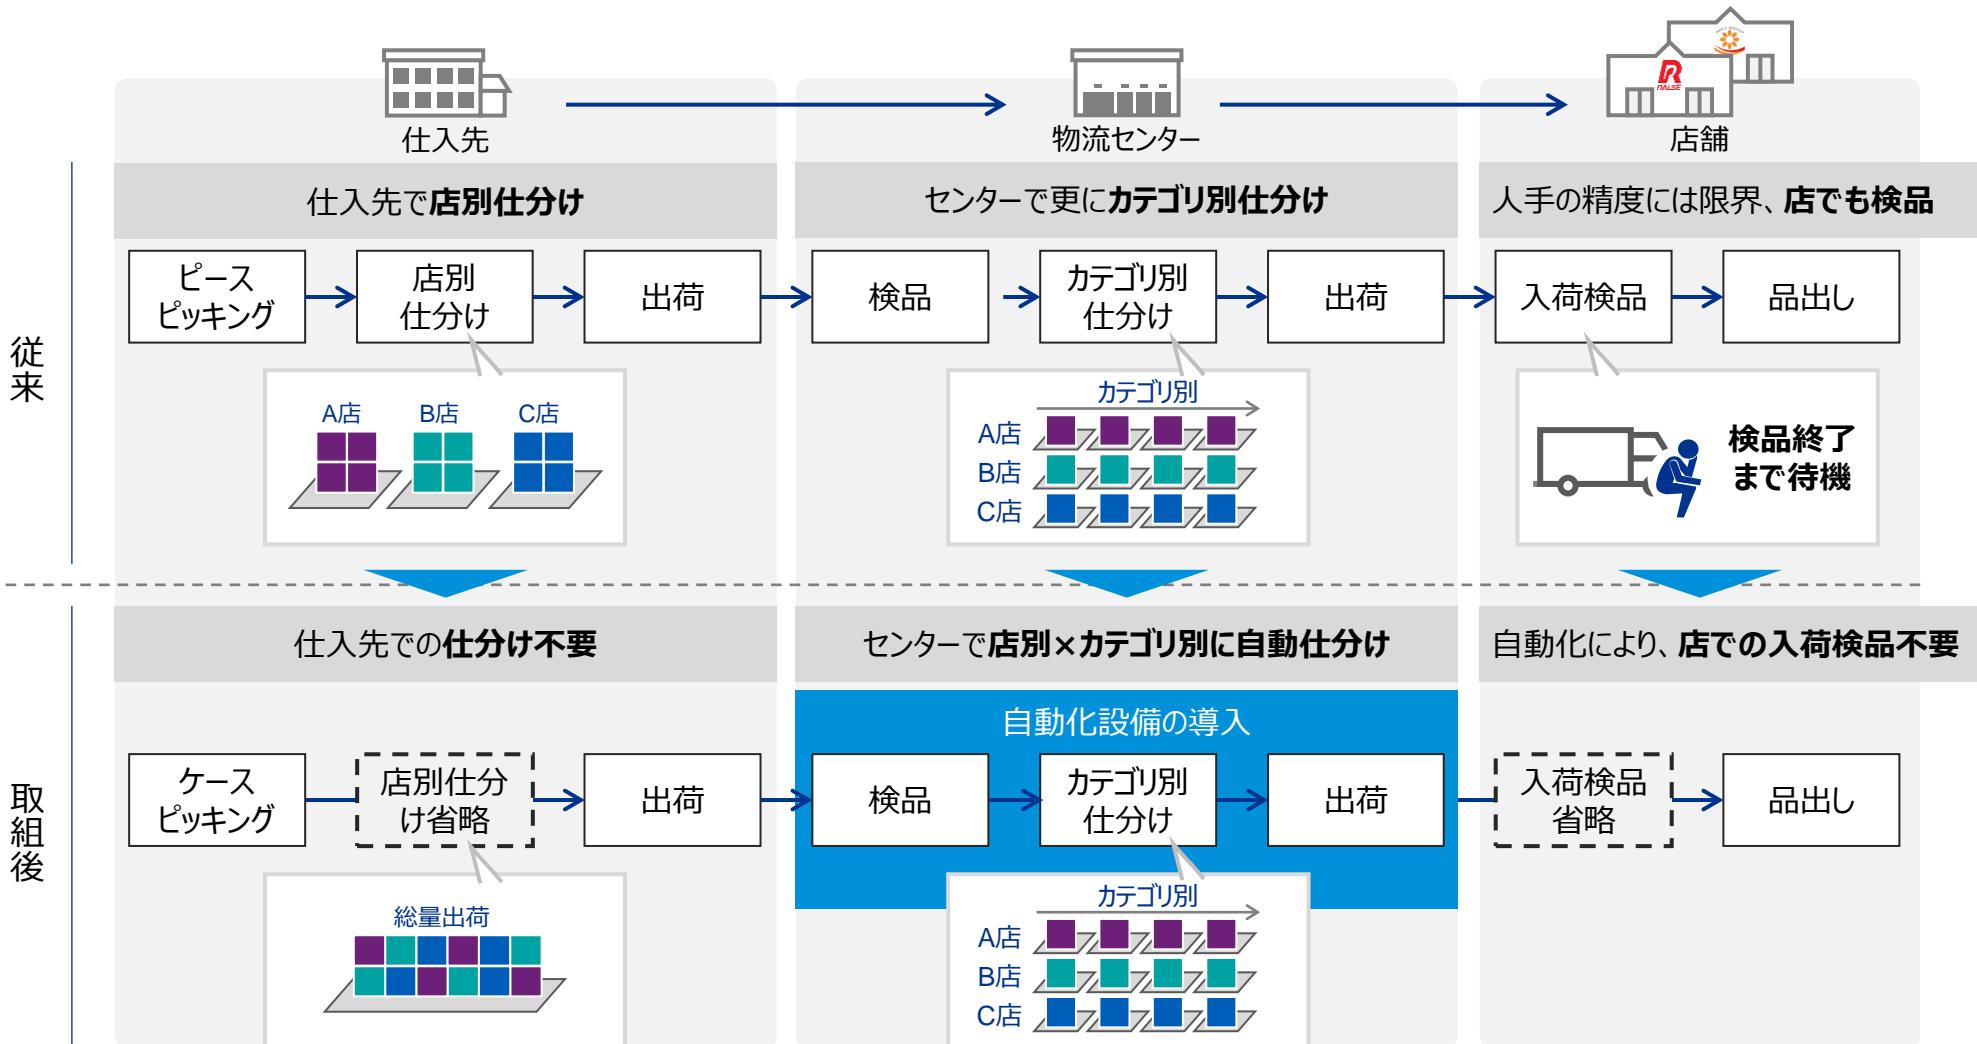 仕入先
物流センター
RALSE
店舗
従来
仕入先で店別仕分け
センターで更にカテゴリ別仕分け
人手の精度には限界、店でも検品
ピース
ピッキング
店別
仕分け
出荷
検品
カテゴリ別
仕分け
出荷
入荷検品
品出し
A店
B店
C店
カテゴリ別
A店
B店
C店
検品終了
まで待機
取組後
仕入先での仕分け不要
センターで店別×カテゴリ別に自動仕分け
自動化により、店での入荷検品不要
自動化設備の導入
ケース
ピッキング
店別仕分
け省略
出荷
検品
カテゴリ別
仕分け
出荷
入荷検品
省略
品出し
総量出荷
カテゴリ別
A店
B店
C店